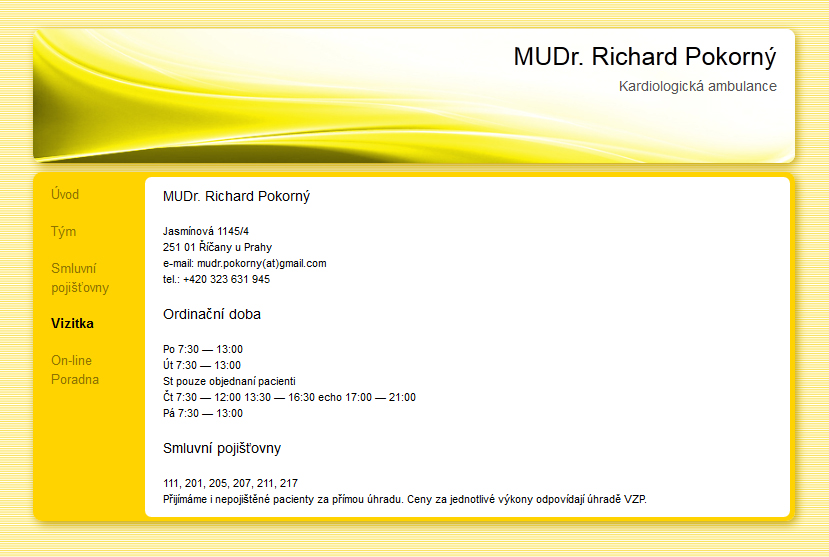 MUDr. Richard Pokorný
Kardiologická ambulance
Úvod
Tým
Smluvní
pojišťovny
Vizitka
On-line
Poradna
MUDr. Richard Pokorný
Jasmínová 1145/4
251 01 Říčany u Prahy
e-mail: mudr.pokorny(at)gmail.com
tel.: +420 323 631 945
Ordinační doba
Po 7:30 — 13:00
Út 7:30 — 13:00
St pouze objednaní pacienti
Čt 7:30 — 12:00 13:30 — 16:30 echo 17:00 — 21:00
Pá 7:30 — 13:00
Smluvní pojišťovny
111, 201, 205, 207, 211, 217
Přijímáme i nepojištěné pacienty za přímou úhradu. Ceny za jednotlivé výkony odpovídají úhradě VZP.